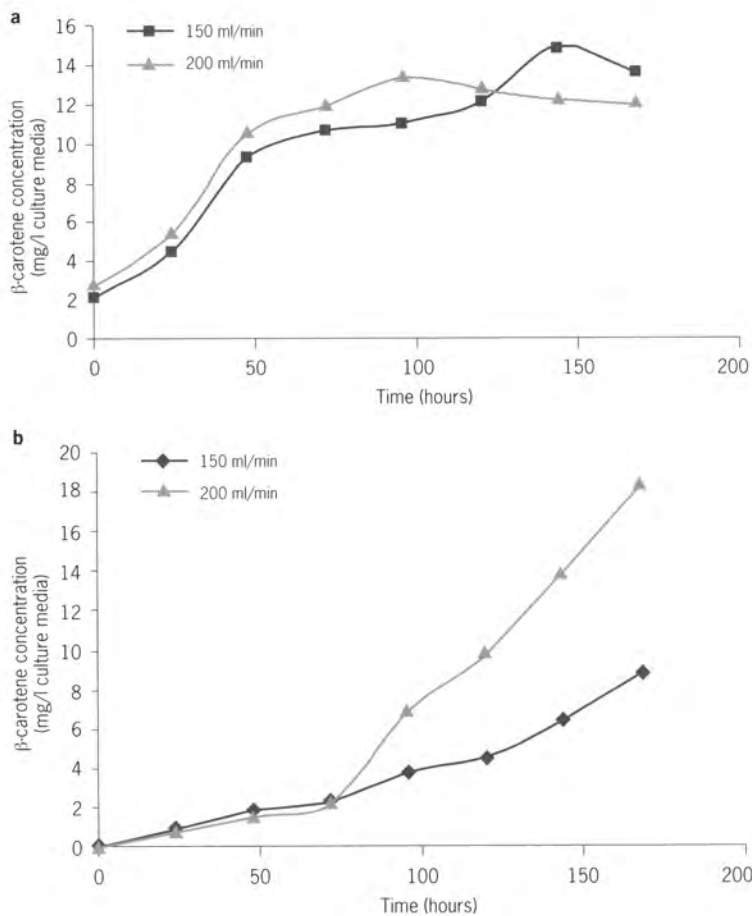 a
150 ml/min
200 ml/min
16
14
12
10
8
6
4
2
0
β-carotene concentration
(mg/l culture media)
0 50 100 150 200
Time (hours)
b
150 ml/min
200 ml/min
20
18
16
14
12
10
8
6
4
2
0
β-carotene concentration
(mg/l culture media)
0 50 100 150 200
Time (hours)